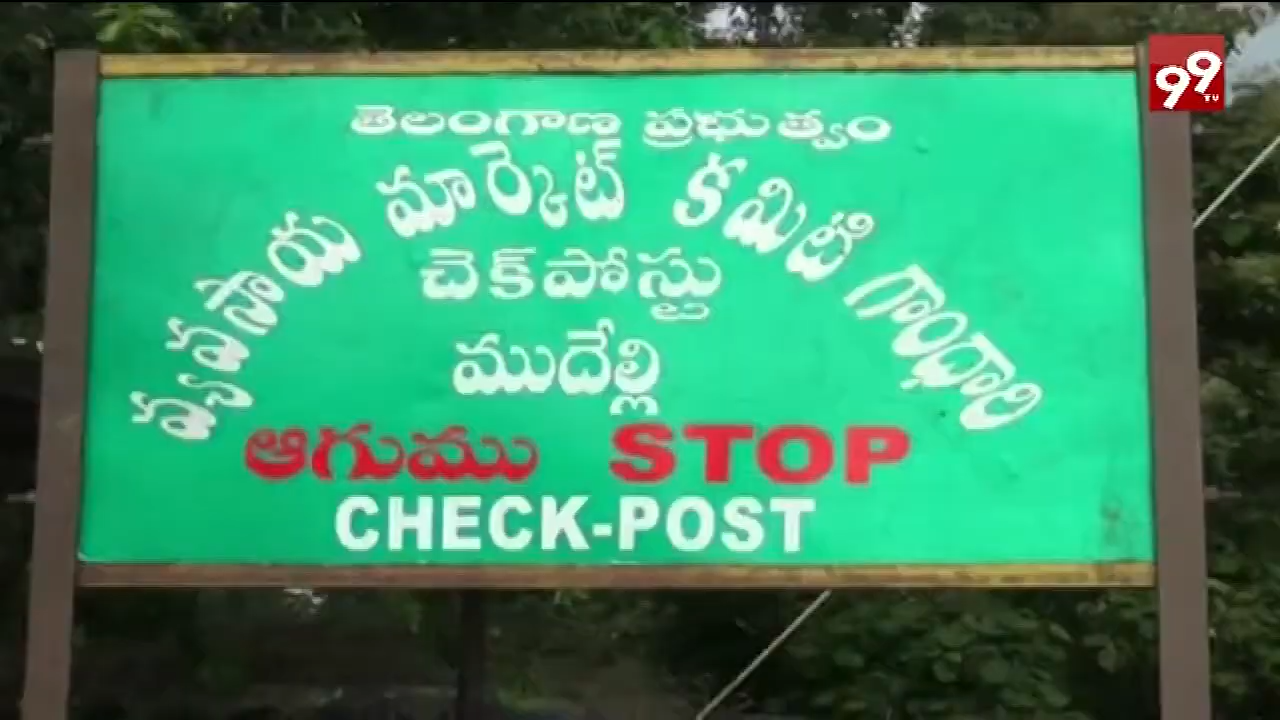 తెలంగాణ ప్రభుత్వం
వ్యవసాయ మార్కెట్ కమిటి గాంధారి
చెక్‌పోస్టు
ముదేల్లి
ఆగుము STOP
CHECK-POST
99
TV